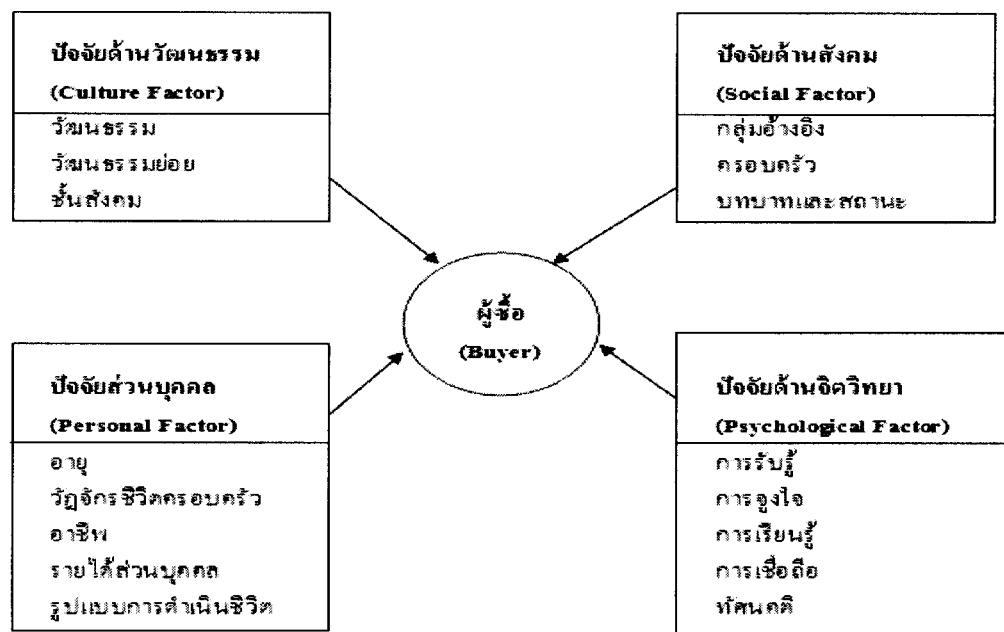 ปัจจัยด้านวัฒนธรรม
(Culture Factor)
วัฒนธรรม
วัฒนธรรมย่อย
ชั้นสังคม
ปัจจัยด้านสังคม
(Social Factor)
กลุ่มอ้างอิง
ครอบครัว
บทบาทและสถานะ
ผู้ซื้อ
(Buyer)
ปัจจัยส่วนบุคคล
(Personal Factor)
อายุ
วัฏจักรชีวิตครอบครัว
อาชีพ
รายได้ส่วนบุคคล
รูปแบบการดำเนินชีวิต
ปัจจัยด้านจิตวิทยา
(Psychological Factor)
การรับรู้
การจูงใจ
การเรียนรู้
การเชื่อถือ
ทัศนคติ